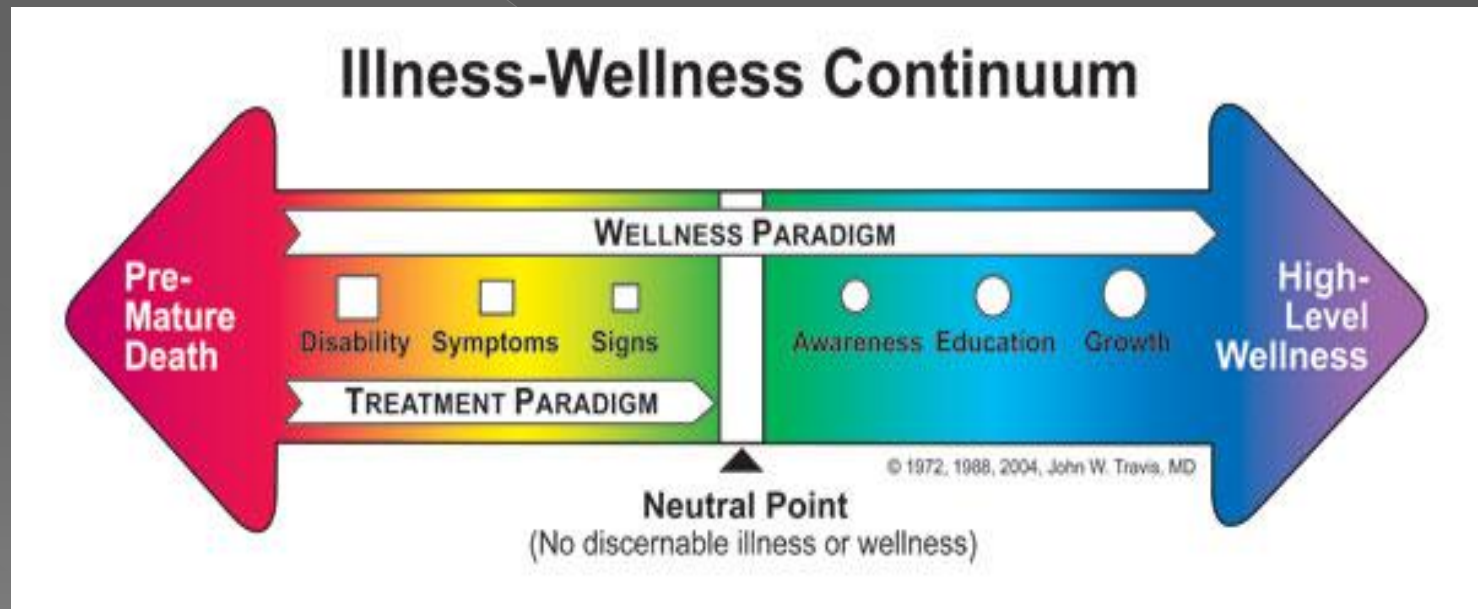 Illness-Wellness Continuum
WELLNESS PARADIGM
Pre-
Mature
Death
Disability Symptoms Signs
Awareness Education Growth
High-
Level
Wellness
TREATMENT PARADIGM
© 1972, 1988, 2004, John W. Travis, MD
Neutral Point
(No discernable illness or wellness)